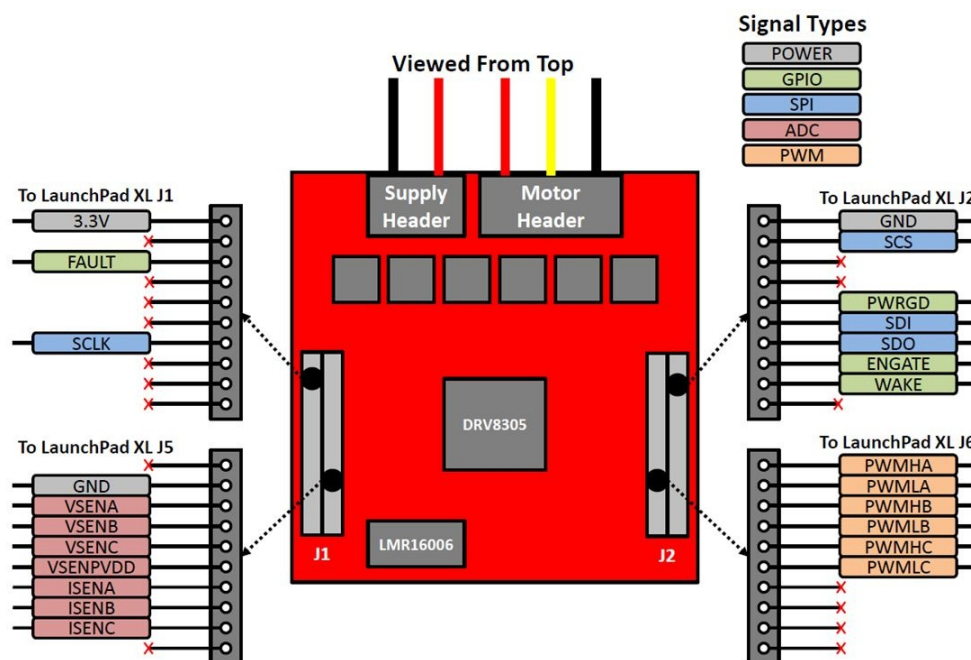 Signal Types
POWER
GPIO
SPI
ADC
PWM
Viewed From Top
Supply
Header
Motor
Header
To LaunchPad XL J1
3.3V
FAULT
SCLK
To LaunchPad XL J5
GND
VSENA
VSENB
VSENC
VSENPVDD
ISENA
ISENB
ISENC
DRV8305
LMR16006
J1
J2
To LaunchPad XL J2
GND
SCS
PWRGD
SDI
SDO
ENGATE
WAKE
To LaunchPad XL J6
PWMHA
PWMLA
PWMHB
PWMLB
PWMHC
PWMLC